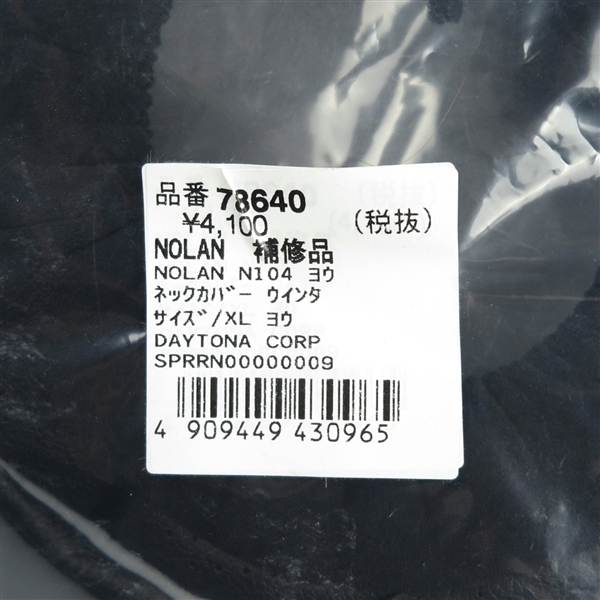 品番 78640
¥4,100 (税抜)
NOLAN 補修品
NOLAN N104 ヨウ
ネックカバー ウインタ
サイズ/XL ヨウ
DAYTONA CORP
SPRRN00000009
4 909449 430965